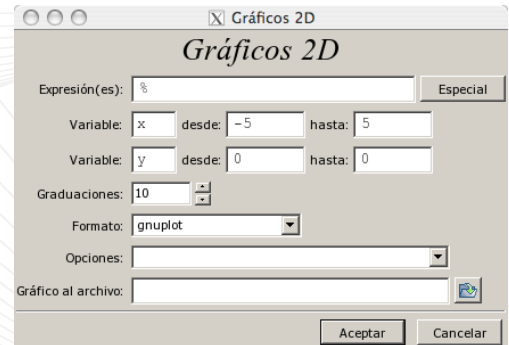 Gráficos 2D
Gráficos 2D
Expresión(es): % Especial
Variable: x desde: -5 hasta: 5
Variable: y desde: 0 hasta: 0
Graduaciones: 10
Formato: gnuplot
Opciones:
Gráfico al archivo:
Aceptar Cancelar